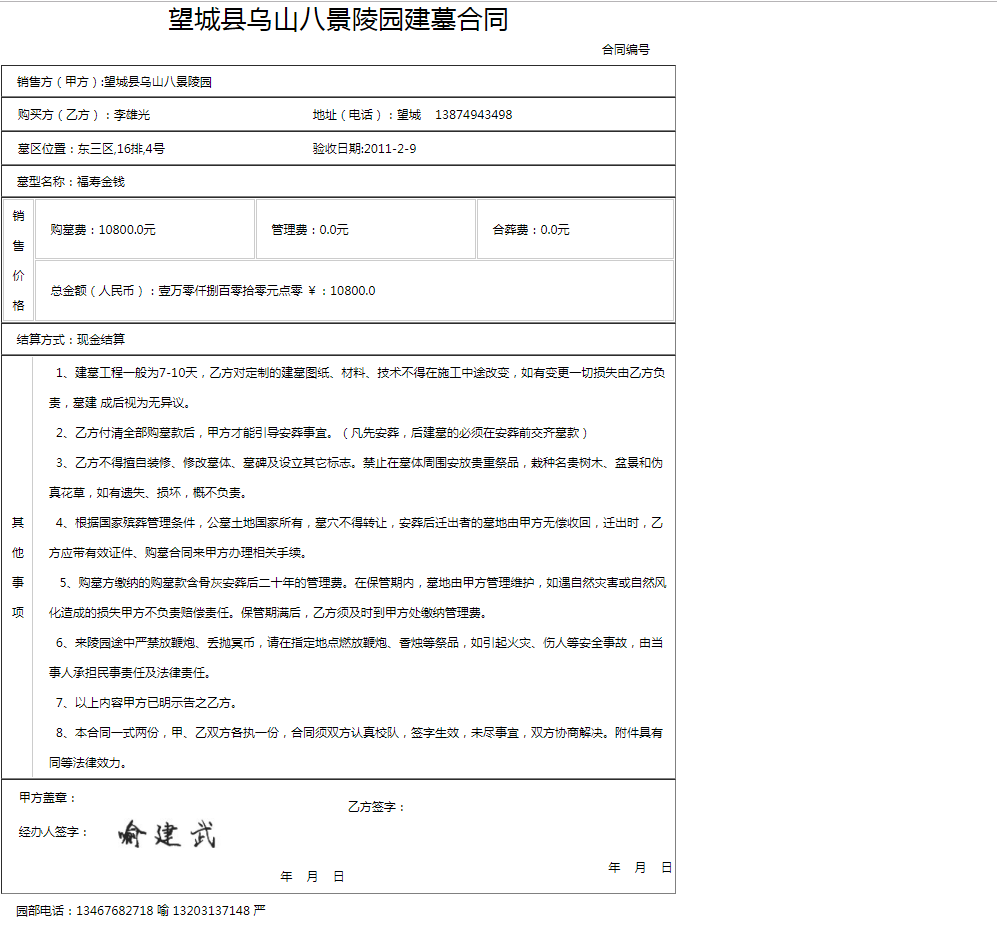 望城县乌山八景陵园建墓合同
合同编号
销售方（甲方）:望城县乌山八景陵园
购买方（乙方）：李雄光 地址（电话）：望城 13874943498
墓区位置：东三区,16排,4号 验收日期:2011-2-9
墓型名称：福寿金钱
销售价格
购墓费：10800.0元 管理费：0.0元 合葬费：0.0元
总金额（人民币）：壹万零仟捌百零拾零元点零 ￥：10800.0
结算方式：现金结算
其他事项
1、建墓工程一般为7-10天，乙方对定制的建墓图纸、材料、技术不得在施工中途改变，如有变更一切损失由乙方负
责，墓建 成后视为无异议。
2、乙方付清全部购墓款后，甲方才能引导安葬事宜。（凡先安葬，后建墓的必须在安葬前交齐墓款）
3、乙方不得擅自装修、修改墓体、墓碑及设立其它标志。禁止在墓体周围安放贵重祭品，栽种名贵树木、盆景和伪
真花草，如有遗失、损坏，概不负责。
4、根据国家殡葬管理条件，公墓土地国家所有，墓穴不得转让，安葬后迁出者的墓地由甲方无偿收回，迁出时，乙
方应带有效证件、购墓合同来甲方办理相关手续。
5、购墓方缴纳的购墓款含骨灰安葬后二十年的管理费。在保管期内，墓地由甲方管理维护，如遇自然灾害或自然风
化造成的损失甲方不负责赔偿责任。保管期满后，乙方须及时到甲方处缴纳管理费。
6、来陵园途中严禁放鞭炮、丢抛冥币，请在指定地点燃放鞭炮、香烛等祭品，如引起火灾、伤人等安全事故，由当
事人承担民事责任及法律责任。
7、以上内容甲方已明示告之乙方。
8、本合同一式两份，甲、乙双方各执一份，合同须双方认真校队，签字生效，未尽事宜，双方协商解决。附件具有
同等法律效力。
甲方盖章：
乙方签字：
经办人签字： 喻建武
年 月 日
年 月 日
园部电话：13467682718 喻 13203137148 严